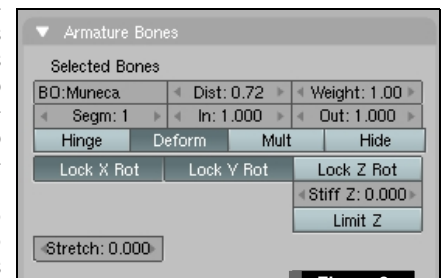 Armature Bones
Selected Bones
BO:Muneca Dist: 0.72 Weight: 1.00
Segm: 1 In: 1.000 Out: 1.000
Hinge Deform Mult Hide
Lock X Rot Lock Y Rot Lock Z Rot
Stiff Z: 0.000
Limit Z
Stretch: 0.000